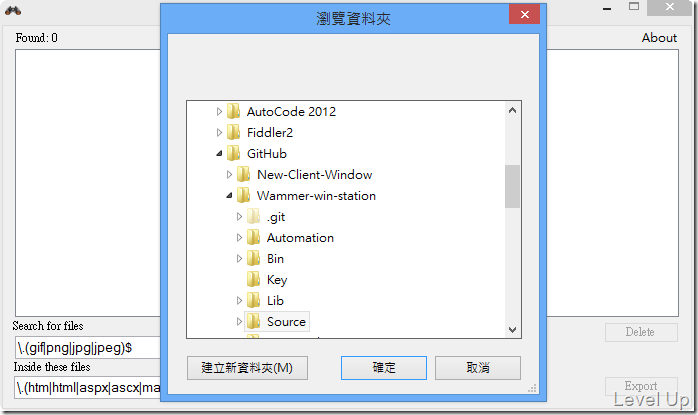 瀏覽資料夾
Found: 0
About
AutoCode 2012
Fiddler2
GitHub
New-Client-Window
Wammer-win-station
.git
Automation
Bin
Key
Lib
Source
Search for files
Delete
\.(gif|png|jpg|jpeg)$
Inside these files
建立新資料夾(M)
確定
取消
\.(htm|html|aspx|ascx|ma
Export
Level Up